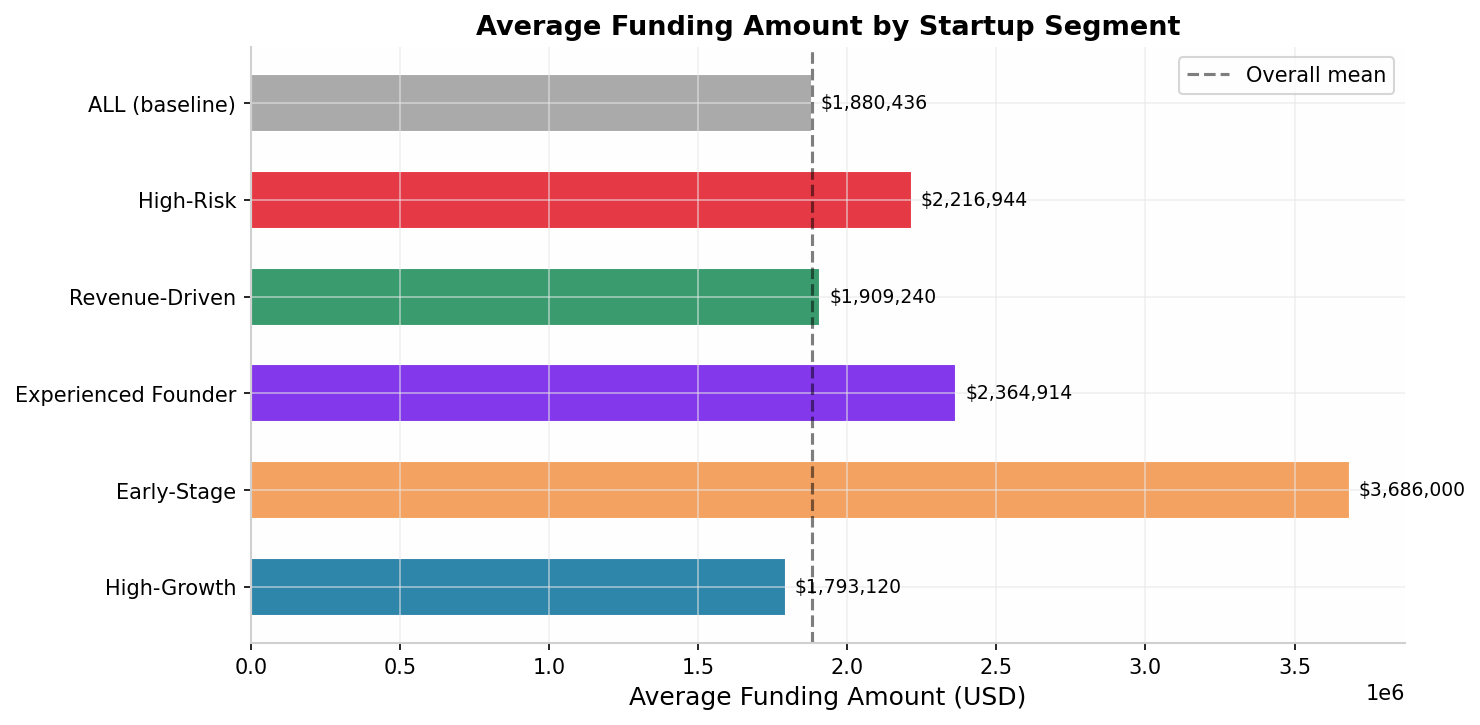 Average Funding Amount by Startup Segment
Overall mean
ALL (baseline)
$1,880,436
High-Risk
$2,216,944
Revenue-Driven
$1,909,240
Experienced Founder
$2,364,914
Early-Stage
$3,686,000
High-Growth
$1,793,120
0.0 0.5 1.0 1.5 2.0 2.5 3.0 3.5
1e6
Average Funding Amount (USD)